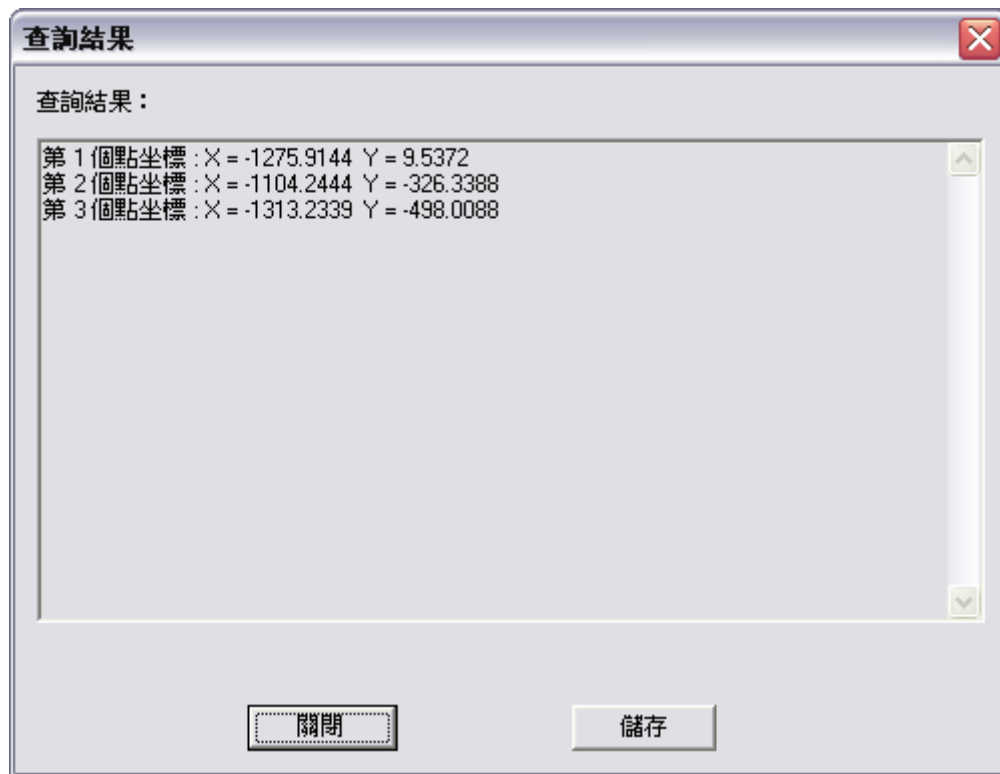 查詢結果
查詢結果：
第 1 個點坐標 : X = -1275.9144 Y = 9.5372
第 2 個點坐標 : X = -1104.2444 Y = -326.3388
第 3 個點坐標 : X = -1313.2339 Y = -498.0088
關閉
儲存